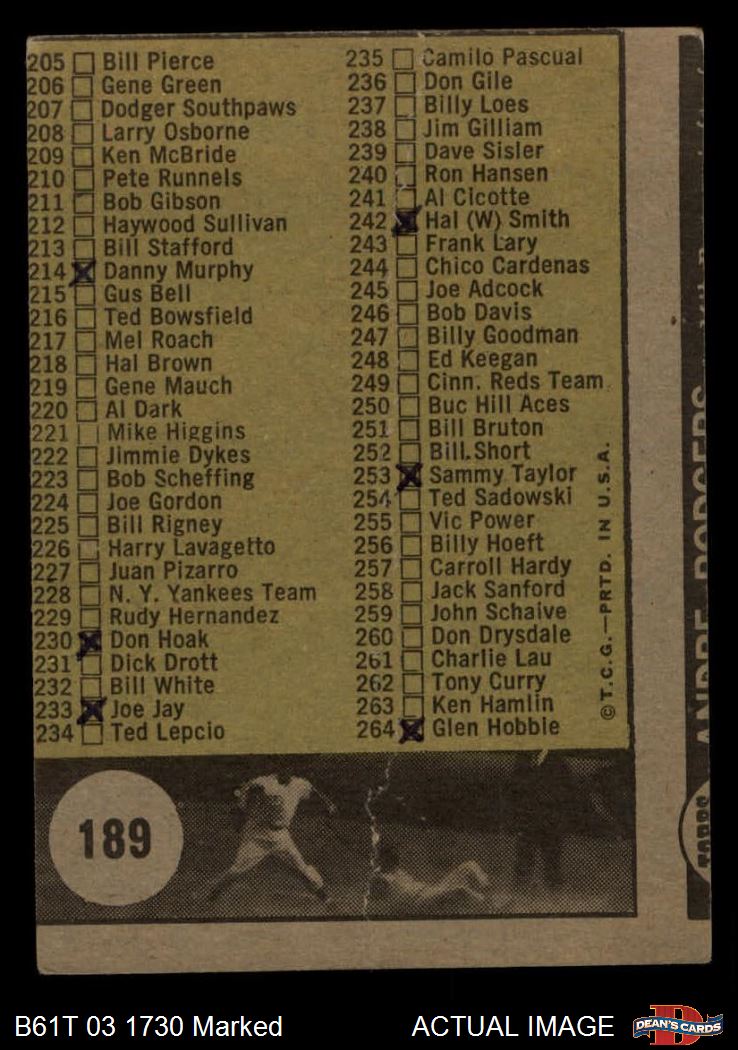 205 Bill Pierce
206 Gene Green
207 Dodger Southpaws
208 Larry Osborne
209 Ken McBride
210 Pete Runnels
211 Bob Gibson
212 Haywood Sullivan
213 Bill Stafford
214 Danny Murphy
215 Gus Bell
216 Ted Bowsfield
217 Mel Roach
218 Hal Brown
219 Gene Mauch
220 Al Dark
221 Mike Higgins
222 Jimmie Dykes
223 Bob Scheffing
224 Joe Gordon
225 Bill Rigney
226 Harry Lavagetto
227 Juan Pizarro
228 N. Y. Yankees Team
229 Rudy Hernandez
230 Don Hoak
231 Dick Drott
232 Bill White
233 Joe Jay
234 Ted Lepcio
235 Camilo Pascual
236 Don Gile
237 Billy Loes
238 Jim Gilliam
239 Dave Sisler
240 Ron Hansen
241 Al Cicotte
242 Hal (W) Smith
243 Frank Lary
244 Chico Cardenas
245 Joe Adcock
246 Bob Davis
247 Billy Goodman
248 Ed Keegan
249 Cinn. Reds Team
250 Buc Hill Aces
251 Bill Bruton
252 Bill Short
253 Sammy Taylor
254 Ted Sadowski
255 Vic Power
256 Billy Hoeft
257 Carroll Hardy
258 Jack Sanford
259 John Schaive
260 Don Drysdale
261 Charlie Lau
262 Tony Curry
263 Ken Hamlin
264 Glen Hobbie
© T.C.G.—PRTD. IN U.S.A.
189
ANDRE RODGERS
TOPPS
B61T 03 1730 Marked
ACTUAL IMAGE
DEAN'S CARDS